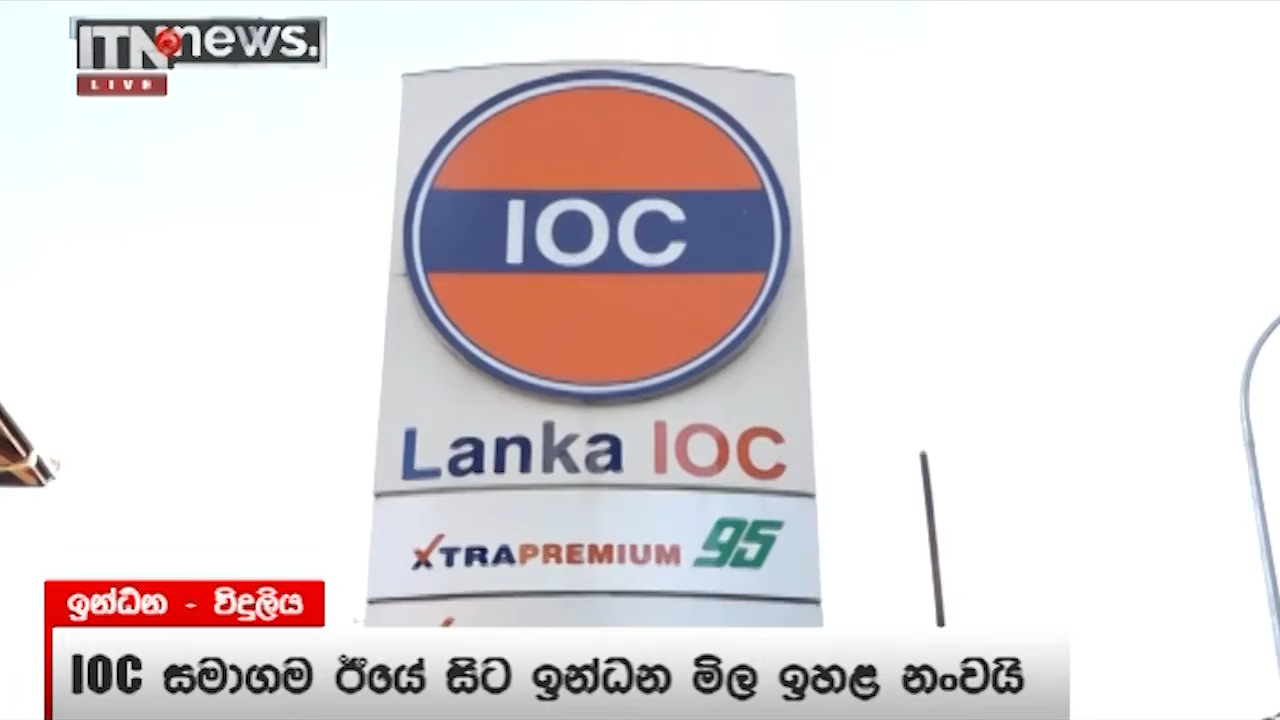 ITN news.
LIVE
IOC
Lanka IOC
XTRAPREMIUM 95
ඉන්ධන - විදුලිය
IOC සමාගම ඊයේ සිට ඉන්ධන මිල ඉහළ නංවයි